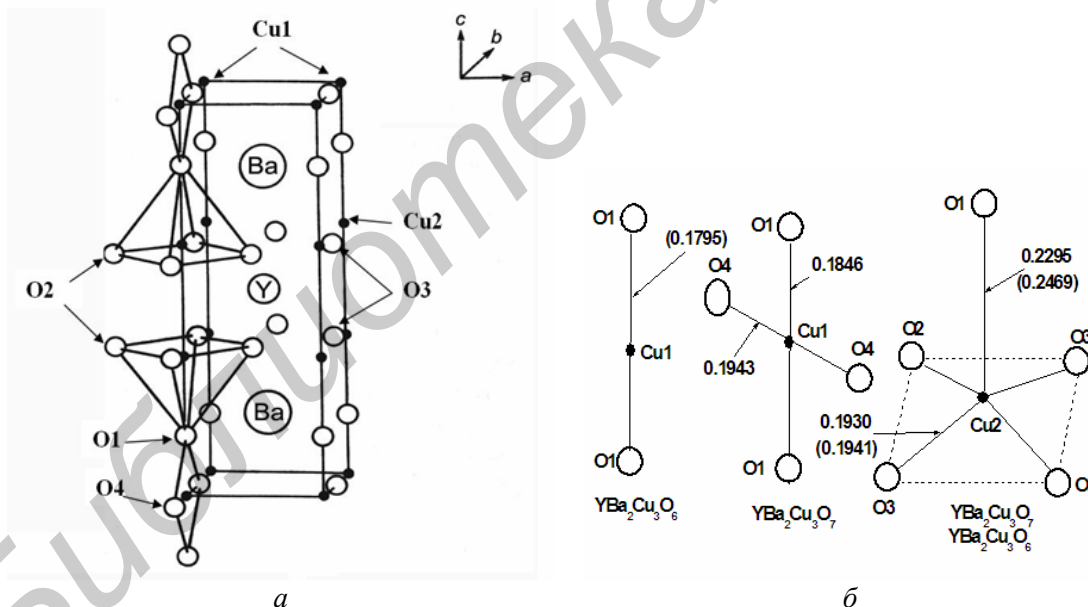 Библиотека
Cu1
c
b
a
Ba
Cu2
O2
Y
O3
Ba
O1
O4
a
O1
(0.1795)
Cu1
O1
YBa2Cu3O6
O1
O4
0.1846
Cu1
0.1943
O4
O1
YBa2Cu3O7
O1
0.2295
(0.2469)
O2
O3
0.1930
(0.1941)
Cu2
O3
O
YBa2Cu3O7
YBa2Cu3O6
б